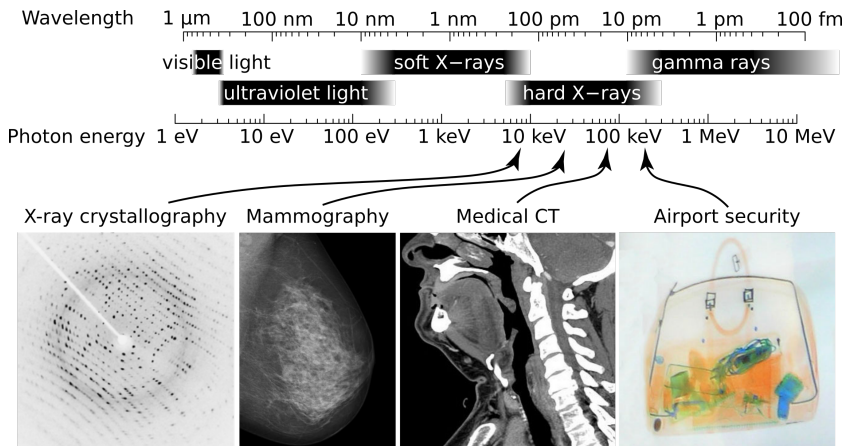 Wavelength 1 μm 100 nm 10 nm 1 nm 100 pm 10 pm 1 pm 100 fm
visible light soft X−rays gamma rays
ultraviolet light hard X−rays
Photon energy 1 eV 10 eV 100 eV 1 keV 10 keV 100 keV 1 MeV 10 MeV
X-ray crystallography Mammography Medical CT Airport security